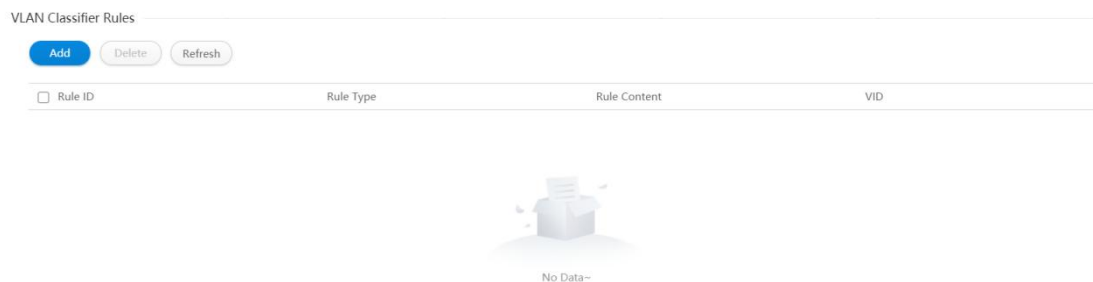 VLAN Classifier Rules
Add Delete Refresh
Rule ID Rule Type Rule Content VID
No Data~